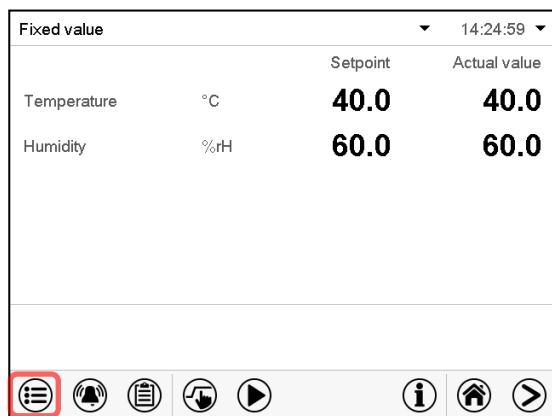 Fixed value 14:24:59
Setpoint Actual value
Temperature °C 40.0 40.0
Humidity %rH 60.0 60.0